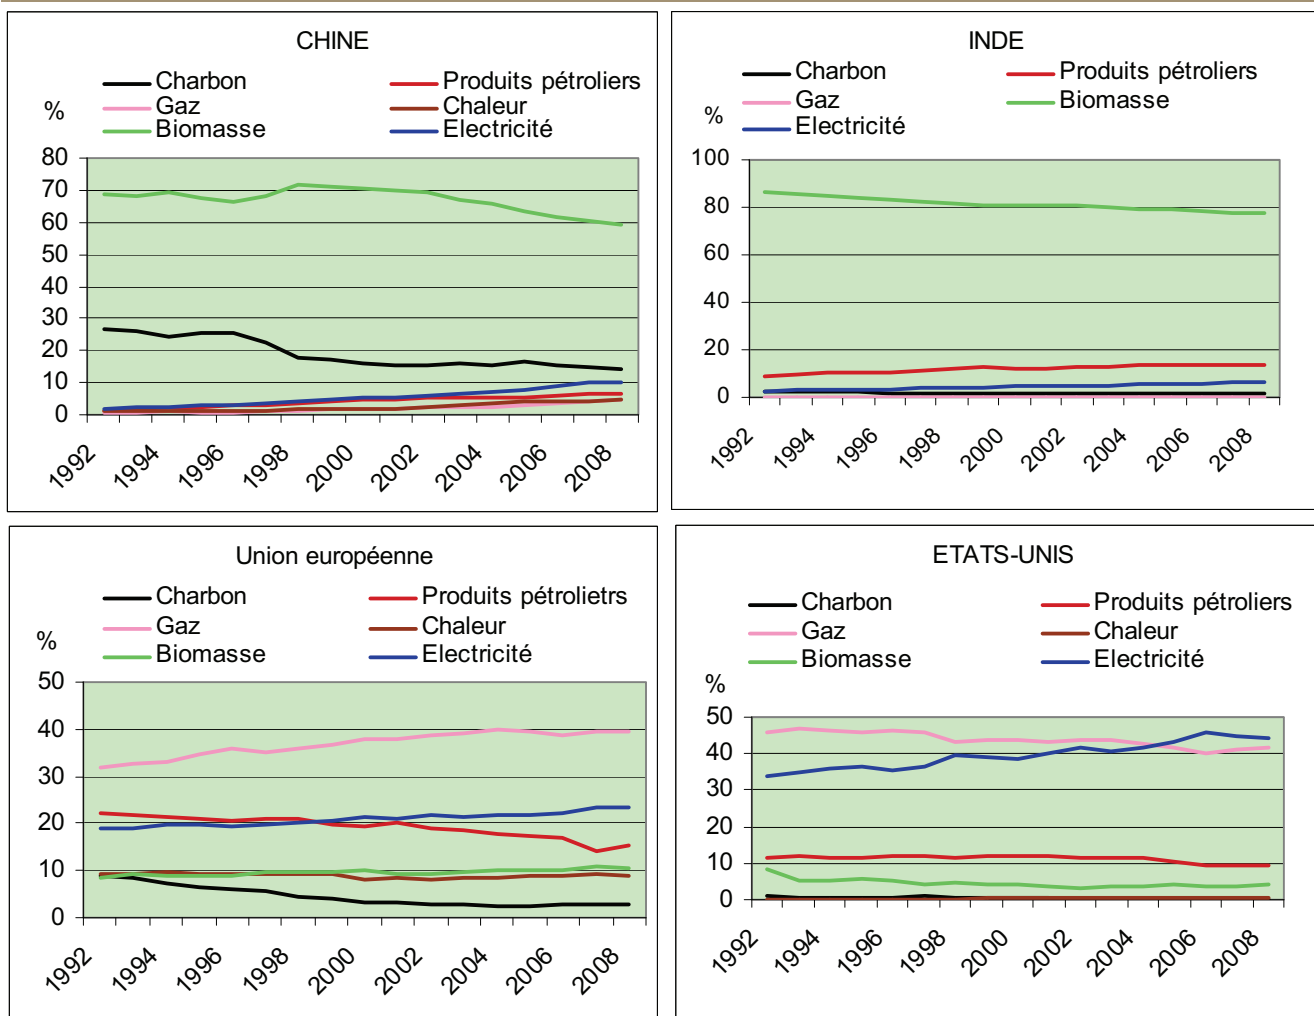 CHINE
Charbon Produits pétroliers
Gaz Chaleur
Biomasse Electricité
%
80
70
60
50
40
30
20
10
0
1992 1994 1996 1998 2000 2002 2004 2006 2008
INDE
Charbon Produits pétroliers
Gaz Biomasse
Electricité
%
100
80
60
40
20
0
1992 1994 1996 1998 2000 2002 2004 2006 2008
Union européenne
Charbon Produits pétrolietrs
Gaz Chaleur
Biomasse Electricité
%
50
40
30
20
10
0
1992 1994 1996 1998 2000 2002 2004 2006 2008
ETATS-UNIS
Charbon Produits pétroliers
Gaz Chaleur
Biomasse Electricité
%
50
40
30
20
10
0
1992 1994 1996 1998 2000 2002 2004 2006 2008